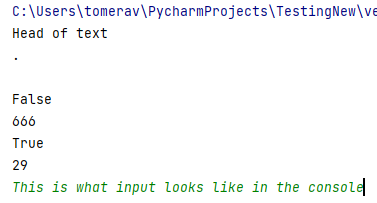 C:\Users\tomerav\PycharmProjects\TestingNew\ve
Head of text
.
False
666
True
29
This is what input looks like in the console